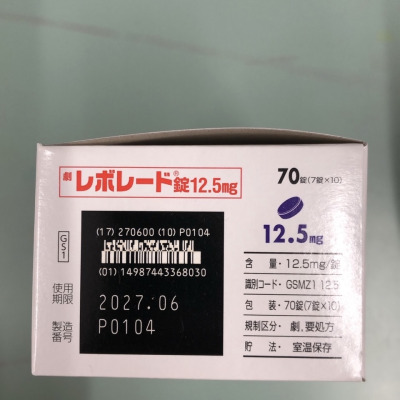 劇 レボレード®錠12.5mg
70錠(7錠×10)
12.5mg
GS1
(17) 270600 (10) P0104
(01) 14987443368030
使用期限 2027.06
製造番号 P0104
含 量・12.5mg/錠
識別コード・GSMZ1 12.5
包 装・70錠(7錠×10)
規制区分・劇,要処方
貯 法・室温保存